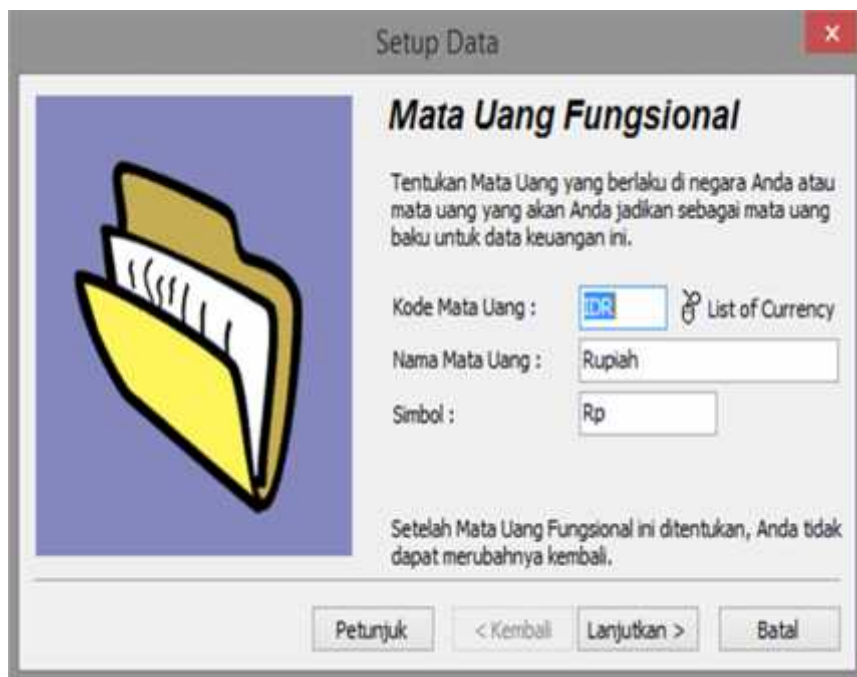 Setup Data
x
Mata Uang Fungsional
Tentukan Mata Uang yang berlaku di negara Anda atau
mata uang yang akan Anda jadikan sebagai mata uang
baku untuk data keuangan ini.
Kode Mata Uang : IDR List of Currency
Nama Mata Uang : Rupiah
Simbol : Rp
Setelah Mata Uang Fungsional ini ditentukan, Anda tidak
dapat merubahnya kembali.
Petunjuk < Kembali Lanjutkan > Batal